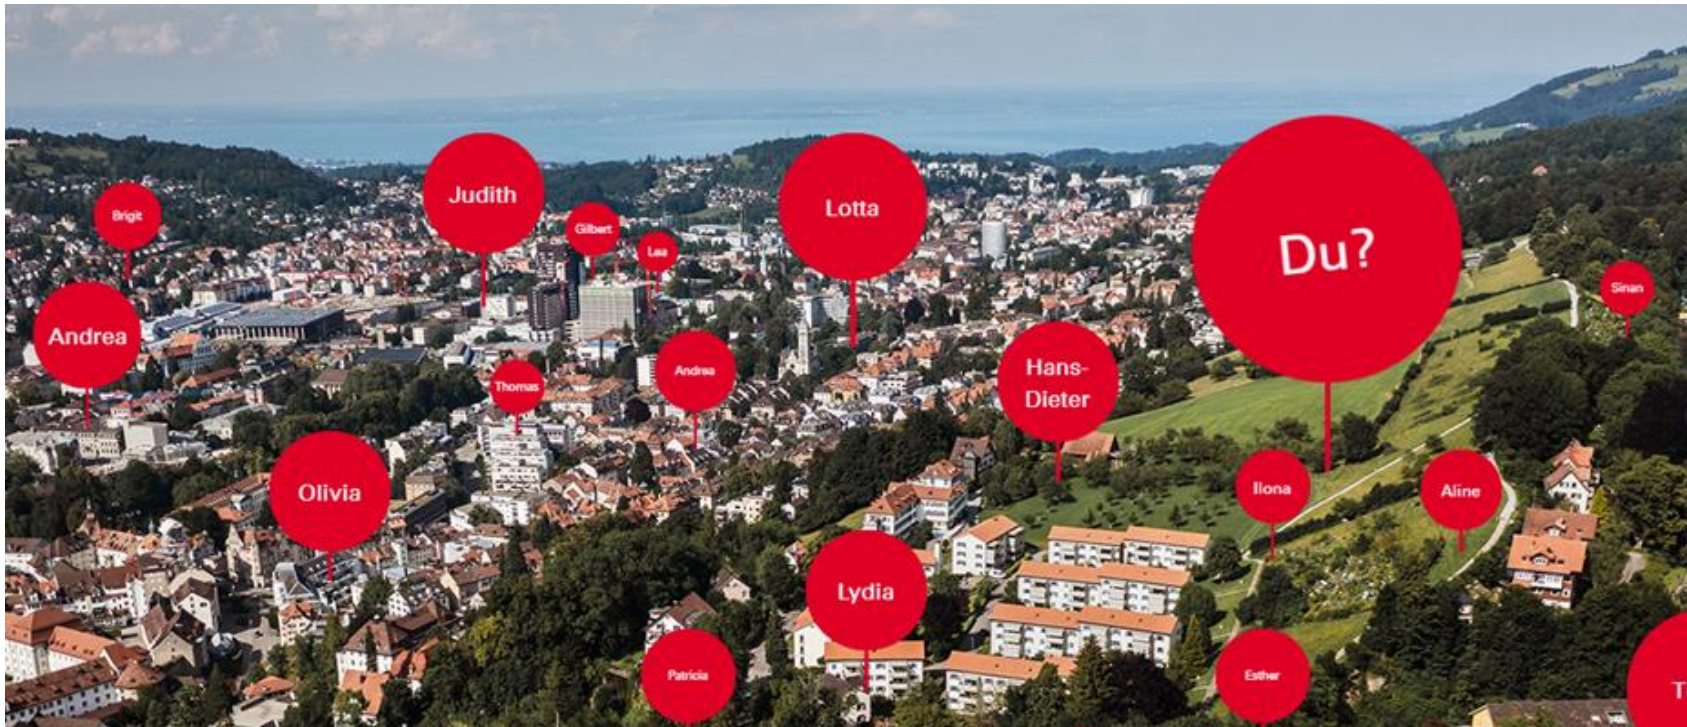 Brigit
Judith
Gilbert
Lea
Lotta
Du?
Sinan
Andrea
Thomas
Andrea
Hans-
Dieter
Olivia
Ilona
Aline
Lydia
Patricia
Esther
T